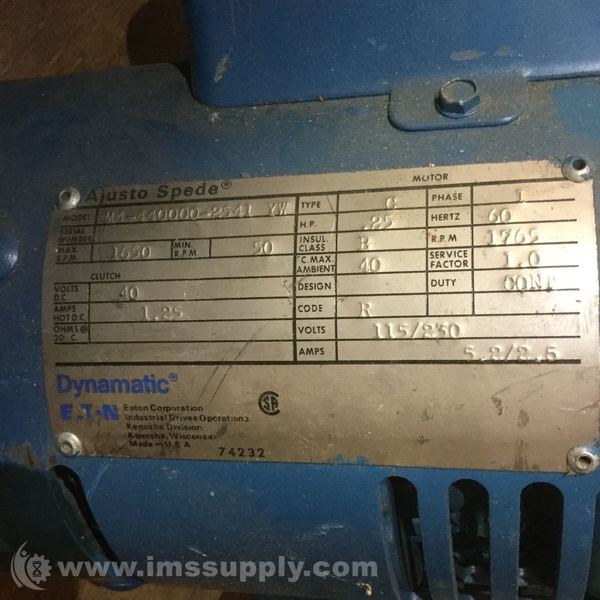 Ajusto Spede®
MOTOR
MODEL M4-440000-2541 YW
TYPE C PHASE 1
SERIAL NUMBER
H.P. .25 HERTZ 60
MAX. R.P.M. 1650 MIN. R.P.M. 50
INSUL. CLASS B R.P.M 1765
CLUTCH
°C. MAX. AMBIENT 40 SERVICE FACTOR 1.0
VOLTS D.C. 40
DESIGN DUTY CONT
AMPS HOT D.C. 1.25
CODE R
OHMS @ 20° C.
VOLTS 115/230
AMPS 5.2/2.6
Dynamatic®
EATON Eaton Corporation
Industrial Drives Operations
Kenosha Division
Kenosha, Wisconsin
Made in U.S.A
74232
www.imssupply.com